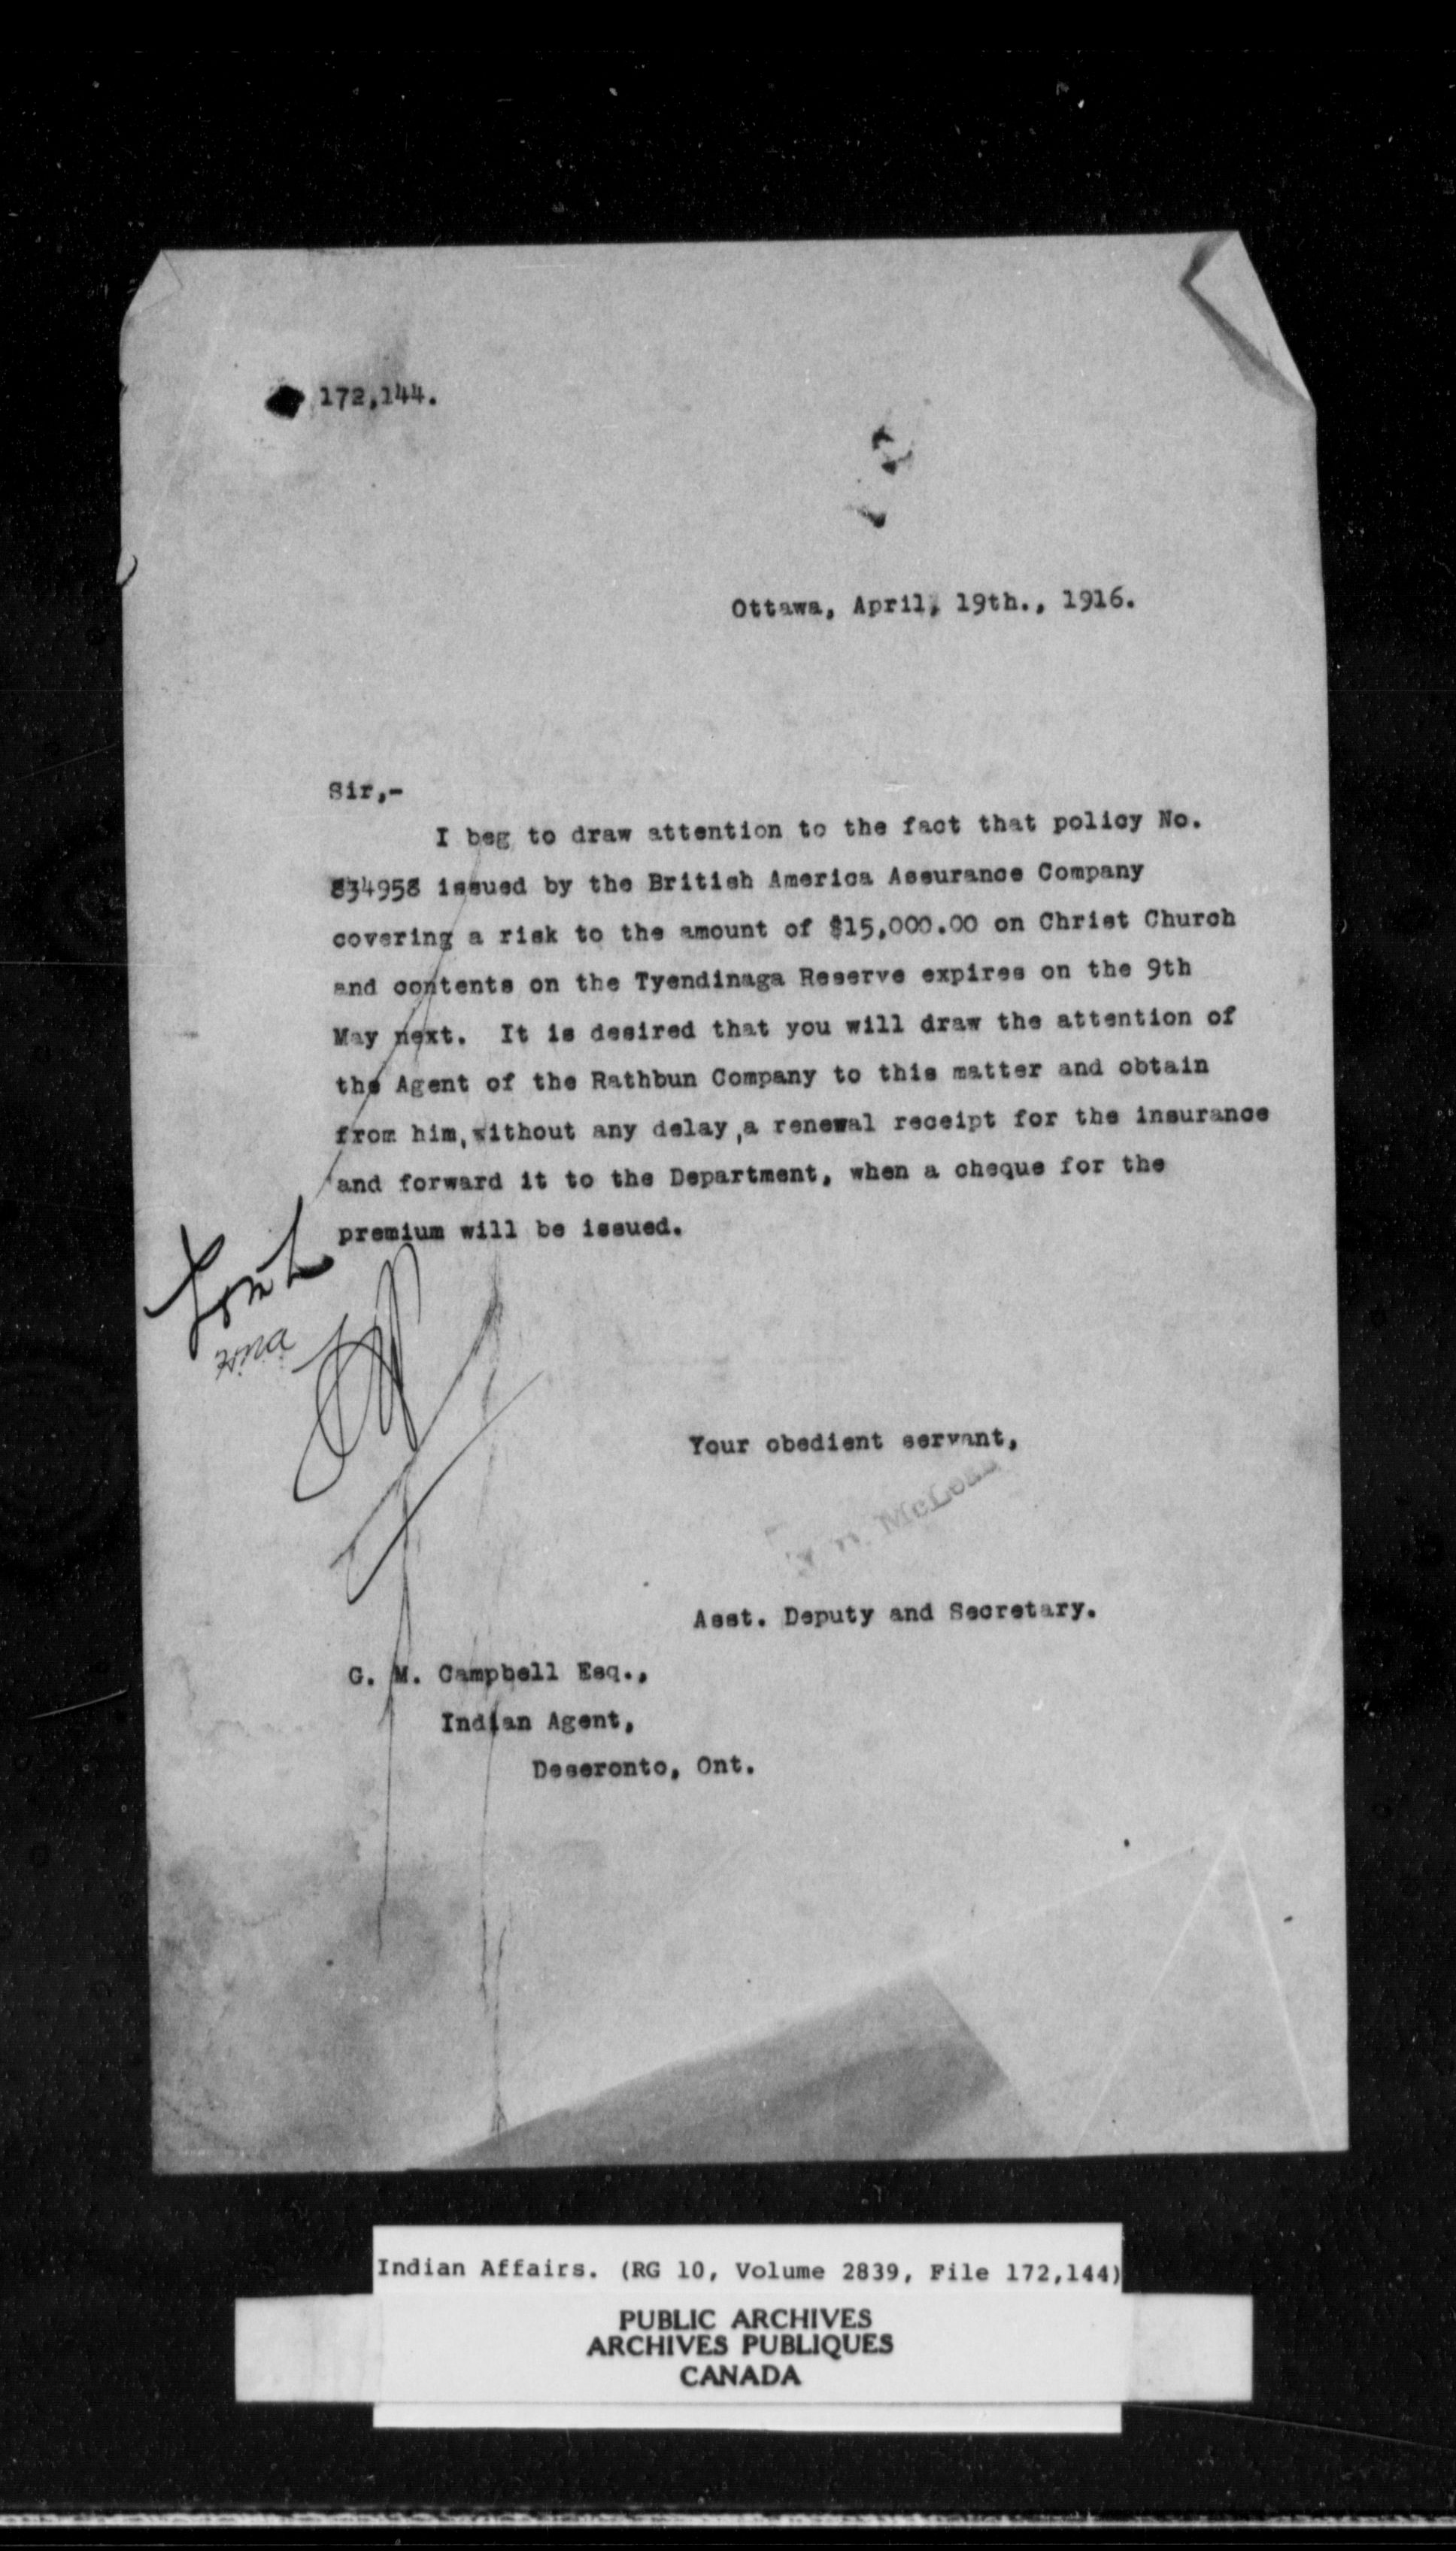 172,144.
Ottawa, April, 19th., 1916.
Sir,-
I beg to draw attention to the fact that policy No.
834958 issued by the British America Assurance Company
covering a risk to the amount of $15,000.00 on Christ Church
and contents on the Tyendinaga Reserve expires on the 9th
May next. It is desired that you will draw the attention of
the Agent of the Rathbun Company to this matter and obtain
from him, without any delay, a renewal receipt for the insurance
and forward it to the Department, when a cheque for the
premium will be issued.
Your obedient servant,
McLean
Asst. Deputy and Secretary.
G. M. Campbell Esq.,
Indian Agent,
Deseronto, Ont.
Indian Affairs. (RG 10, Volume 2839, File 172,144)
PUBLIC ARCHIVES
ARCHIVES PUBLIQUES
CANADA